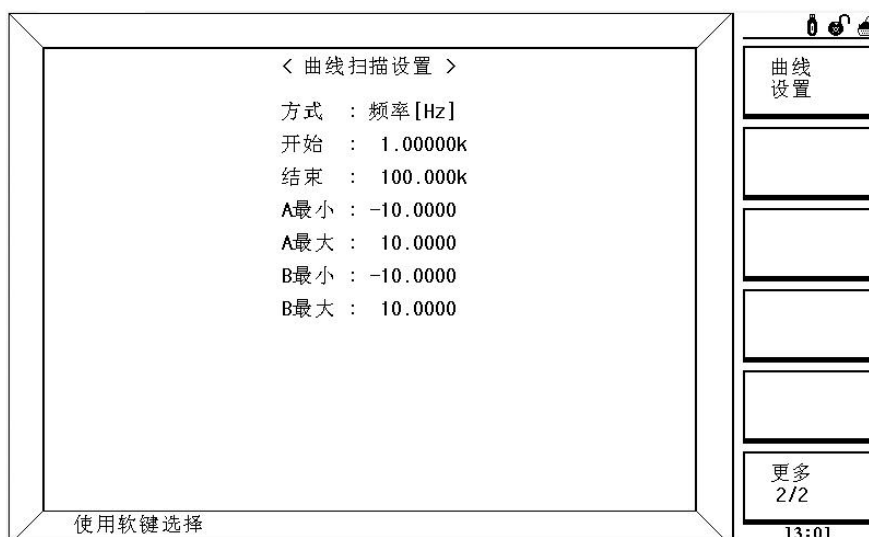 < 曲线扫描设置 >
方式 : 频率[Hz]
开始 : 1.00000k
结束 : 100.000k
A最小 : -10.0000
A最大 : 10.0000
B最小 : -10.0000
B最大 : 10.0000
使用软键选择
曲线
设置
更多
2/2
13:01